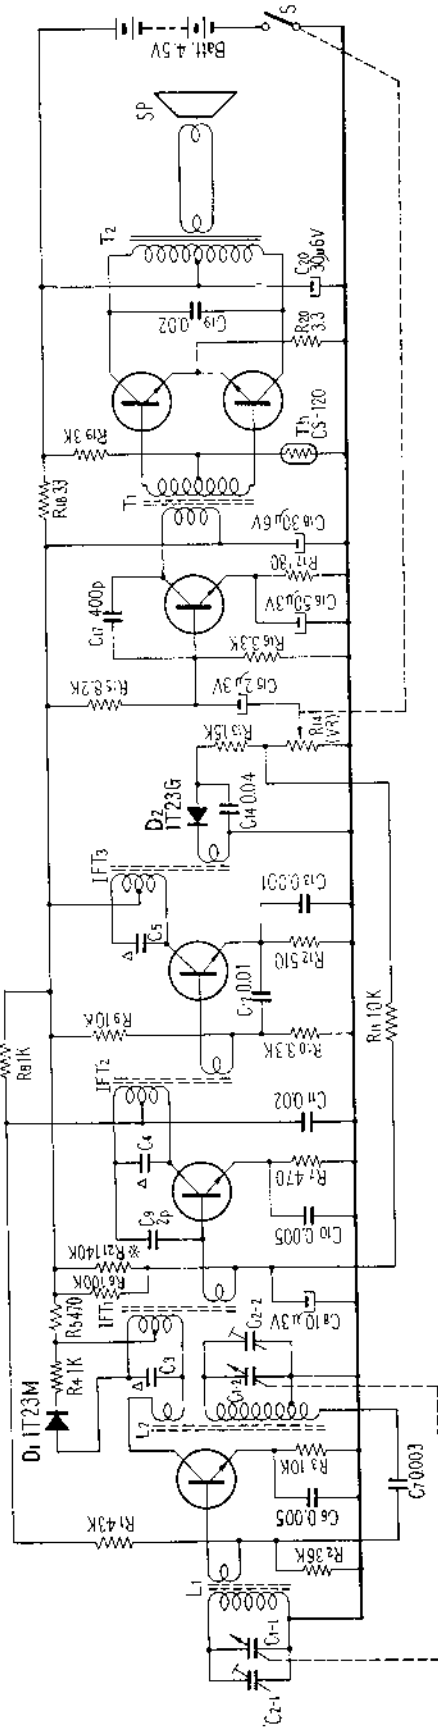 C2-1
C1-1
L1
R1 43K
R2 36K
C6 0.005
R3 10K
C7 0.003
D1 1T23M
R4 1K
R5 470
L2
C3
C1-2
C2-2
IFT1
R6 100K
*R21 140K
C8 10μ3V
C9
2p
C4
C10 0.005
R7 470
C11 0.02
R8 1K
IFT2
R9 10K
R10 3.3K
C12 0.01
R12 510
C13 0.001
R11 10K
C5
IFT3
D2
1T23G
C14 0.04
R13 15K
R14
(VR)
C15 2μ3V
R15 8.2K
R16 3.3K
C17 400p
C16 50μ3V
C18 30μ6V
T1
R18 33
R19 3K
Th
CS-120
C19 0.02
R20
3.3
C20
30μ6V
T2
SP
Batt. 4.5V
S